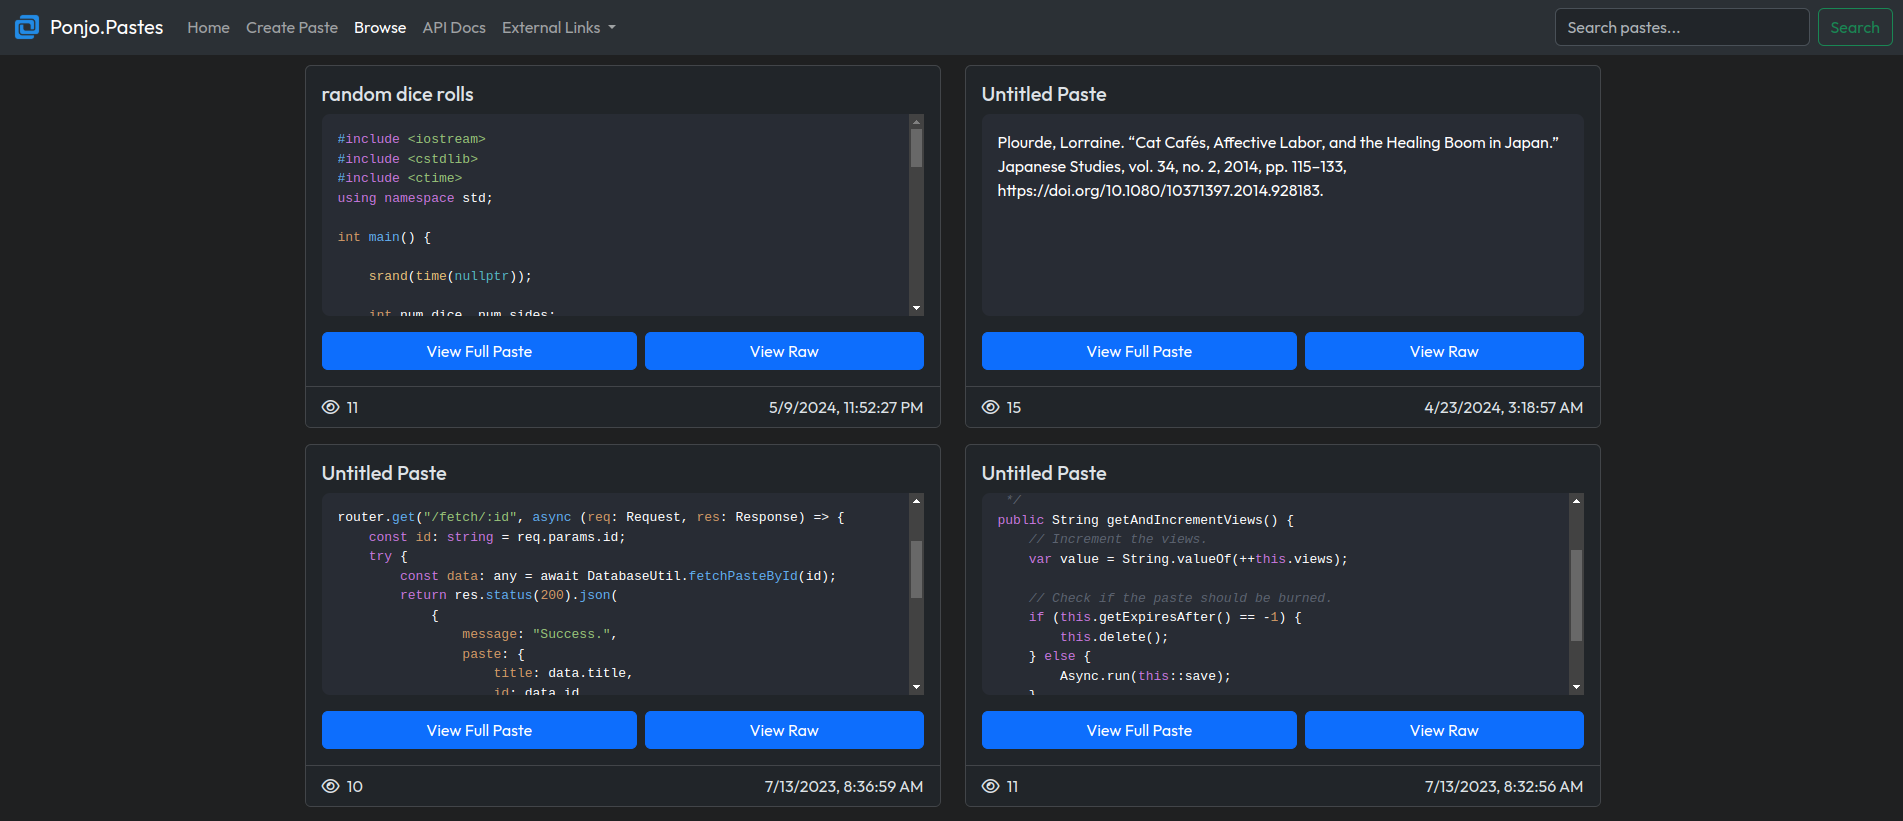 Ponjo.Pastes Home Create Paste Browse API Docs External Links Search pastes... Search
random dice rolls
#include <iostream>
#include <cstdlib>
#include <ctime>
using namespace std;
int main() {
srand(time(nullptr));
int num_dice, num_sides;
View Full Paste View Raw
11 5/9/2024, 11:52:27 PM
Untitled Paste
Plourde, Lorraine. “Cat Cafés, Affective Labor, and the Healing Boom in Japan.”
Japanese Studies, vol. 34, no. 2, 2014, pp. 115–133,
https://doi.org/10.1080/10371397.2014.928183.
View Full Paste View Raw
15 4/23/2024, 3:18:57 AM
Untitled Paste
router.get("/fetch/:id", async (req: Request, res: Response) => {
const id: string = req.params.id;
try {
const data: any = await DatabaseUtil.fetchPasteById(id);
return res.status(200).json(
{
message: "Success.",
paste: {
title: data.title,
id: data.id
View Full Paste View Raw
10 7/13/2023, 8:36:59 AM
Untitled Paste
*/
public String getAndIncrementViews() {
// Increment the views.
var value = String.valueOf(++this.views);
// Check if the paste should be burned.
if (this.getExpiresAfter() == -1) {
this.delete();
} else {
Async.run(this::save);
}
View Full Paste View Raw
11 7/13/2023, 8:32:56 AM